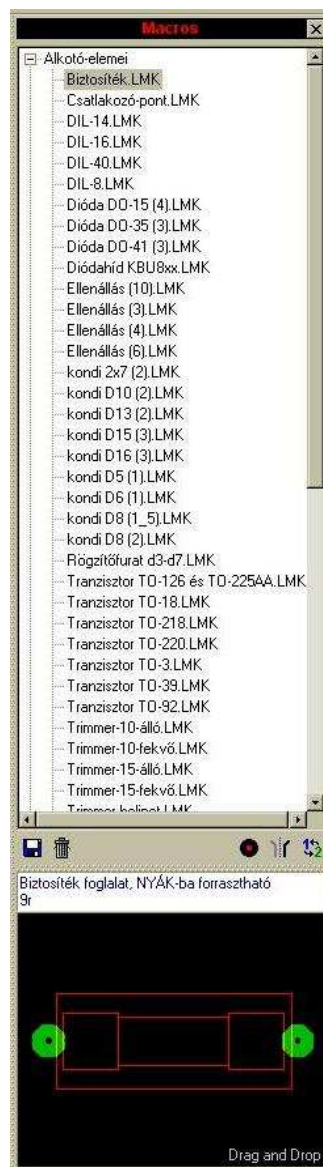 Macros
Alkotó-elemei
Biztosíték.LMK
Csatlakozó-pont.LMK
DIL-14.LMK
DIL-16.LMK
DIL-40.LMK
DIL-8.LMK
Dióda DO-15 (4).LMK
Dióda DO-35 (3).LMK
Dióda DO-41 (3).LMK
Diódahíd KBU8xx.LMK
Ellenállás (10).LMK
Ellenállás (3).LMK
Ellenállás (4).LMK
Ellenállás (6).LMK
kondi 2x7 (2).LMK
kondi D10 (2).LMK
kondi D13 (2).LMK
kondi D15 (3).LMK
kondi D16 (3).LMK
kondi D5 (1).LMK
kondi D6 (1).LMK
kondi D8 (1_5).LMK
kondi D8 (2).LMK
Rögzítőfurat d3-d7.LMK
Tranzisztor TO-126 és TO-225AA.LMK
Tranzisztor TO-18.LMK
Tranzisztor TO-218.LMK
Tranzisztor TO-220.LMK
Tranzisztor TO-3.LMK
Tranzisztor TO-39.LMK
Tranzisztor TO-92.LMK
Trimmer-10-álló.LMK
Trimmer-10-fekvő.LMK
Trimmer-15-álló.LMK
Trimmer-15-fekvő.LMK
Biztosíték foglalat, NYÁK-ba forrasztható
9r
Drag and Drop